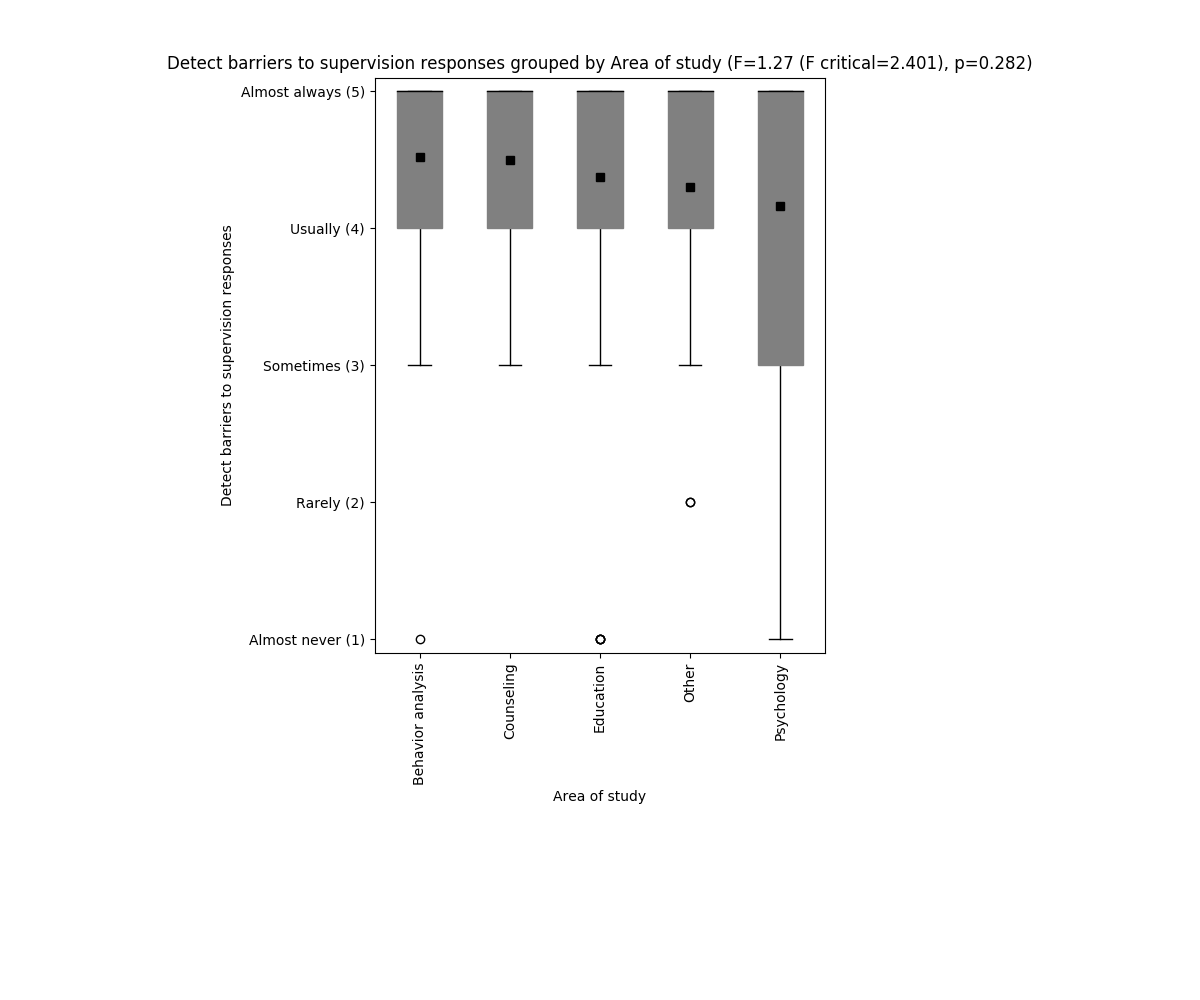 Detect barriers to supervision responses grouped by Area of study (F=1.27 (F critical=2.401), p=0.282)
Almost always (5)
Usually (4)
Sometimes (3)
Rarely (2)
Almost never (1)
Detect barriers to supervision responses
Behavior analysis
Counseling
Education
Other
Psychology
Area of study